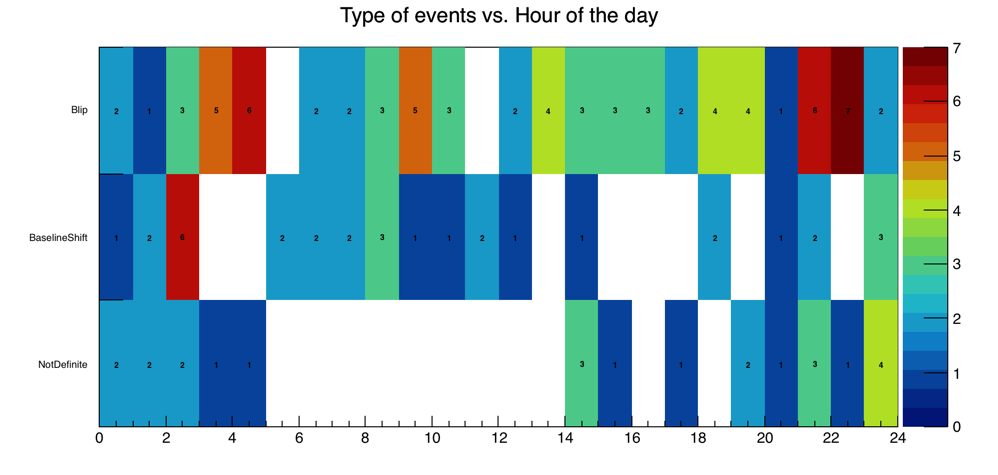 Type of events vs. Hour of the day
Blip 2 1 3 5 6 2 2 3 5 3 2 4 3 3 3 2 4 4 1 6 7 2
BaselineShift 1 2 6 2 2 2 3 1 1 2 1 1 2 1 2 3
NotDefinite 2 2 2 1 1 3 1 1 2 1 3 1 4
0 2 4 6 8 10 12 14 16 18 20 22 24
7
6
5
4
3
2
1
0